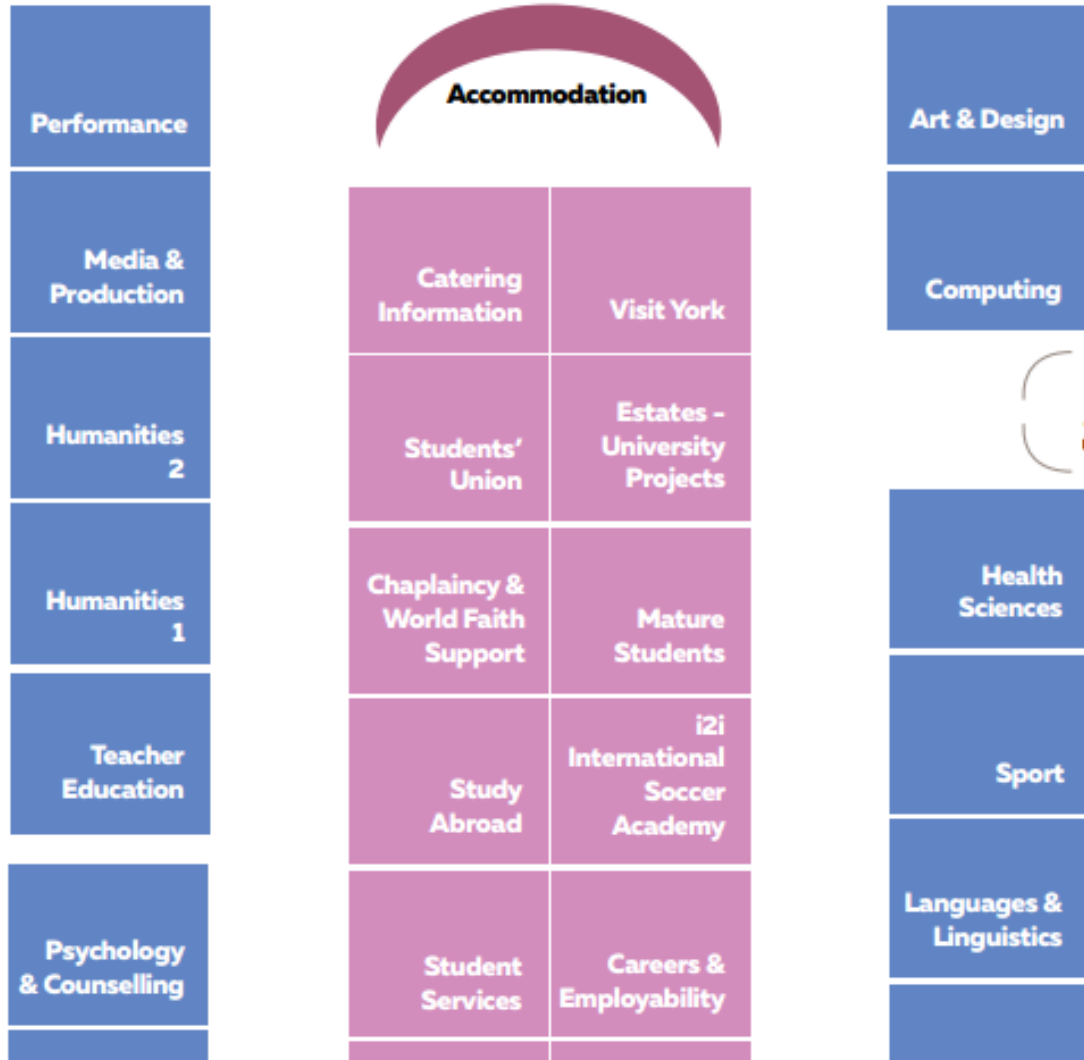 Performance
Media &
Production
Humanities
2
Humanities
1
Teacher
Education
Psychology
& Counselling
Accommodation
Catering
Information
Visit York
Students’
Union
Estates –
University
Projects
Chaplaincy &
World Faith
Support
Mature
Students
Study
Abroad
i2i
International
Soccer
Academy
Student
Services
Careers &
Employability
Art & Design
Computing
Health
Sciences
Sport
Languages &
Linguistics